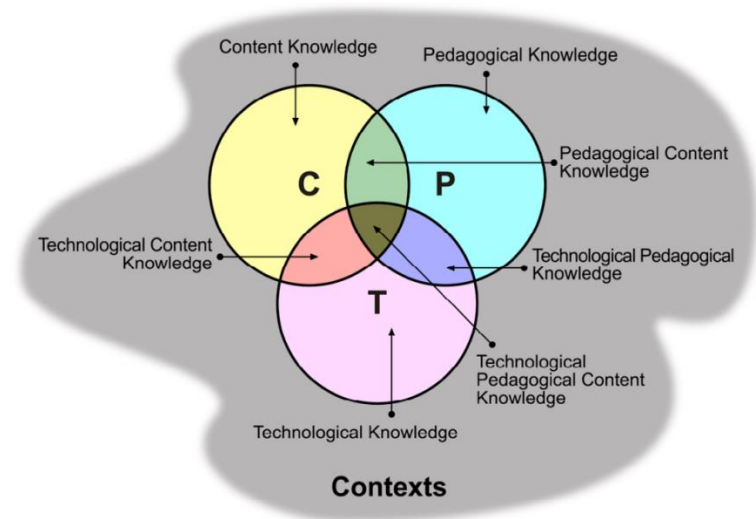 Content Knowledge
Pedagogical Knowledge
C
P
Pedagogical Content
Knowledge
Technological Content
Knowledge
Technological Pedagogical
Knowledge
T
Technological
Pedagogical Content
Knowledge
Technological Knowledge
Contexts